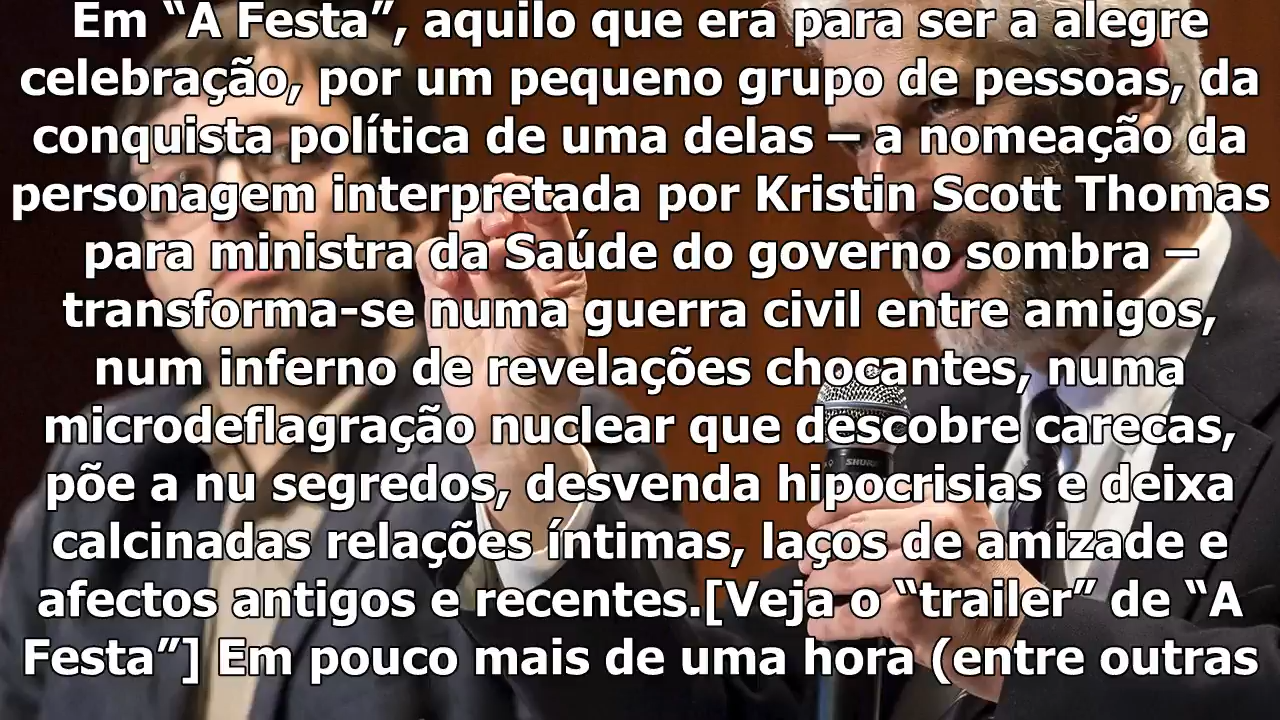 Em “A Festa”, aquilo que era para ser a alegre
celebração, por um pequeno grupo de pessoas, da
conquista política de uma delas – a nomeação da
personagem interpretada por Kristin Scott Thomas
para ministra da Saúde do governo sombra –
transforma-se numa guerra civil entre amigos,
num inferno de revelações chocantes, numa
microdeflagração nuclear que descobre carecas,
põe a nu segredos, desvenda hipocrisias e deixa
calcinadas relações íntimas, laços de amizade e
afectos antigos e recentes.[Veja o “trailer” de “A
Festa”] Em pouco mais de uma hora (entre outras
SHURE